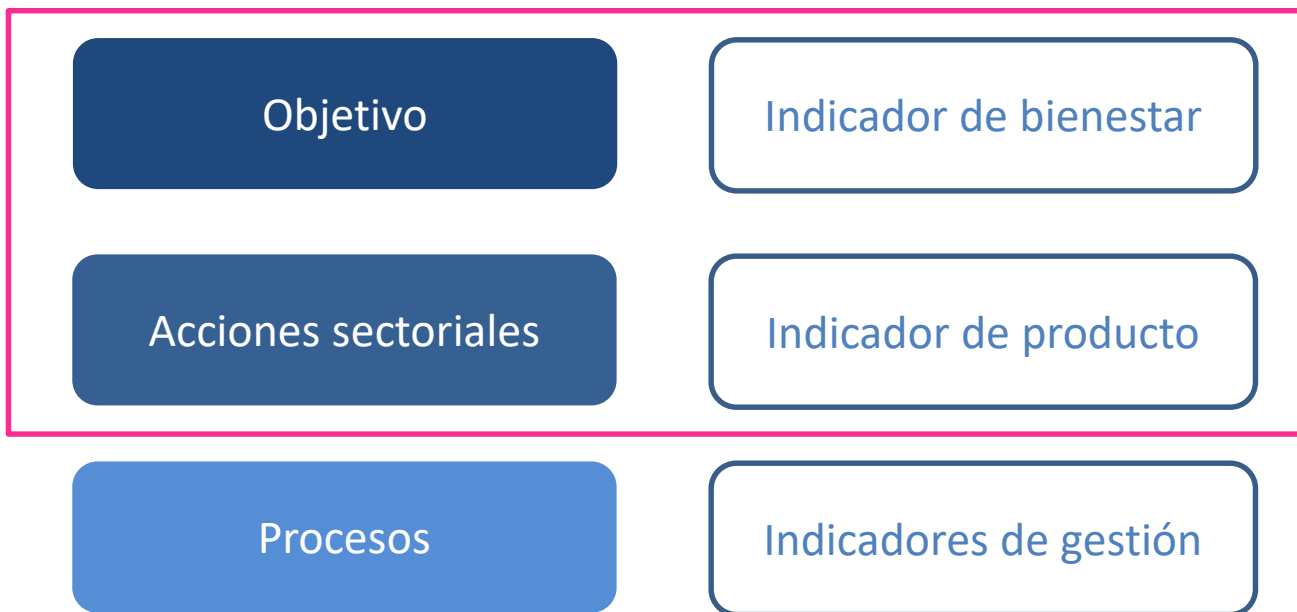 Objetivo
Indicador de bienestar
Acciones sectoriales
Indicador de producto
Procesos
Indicadores de gestión